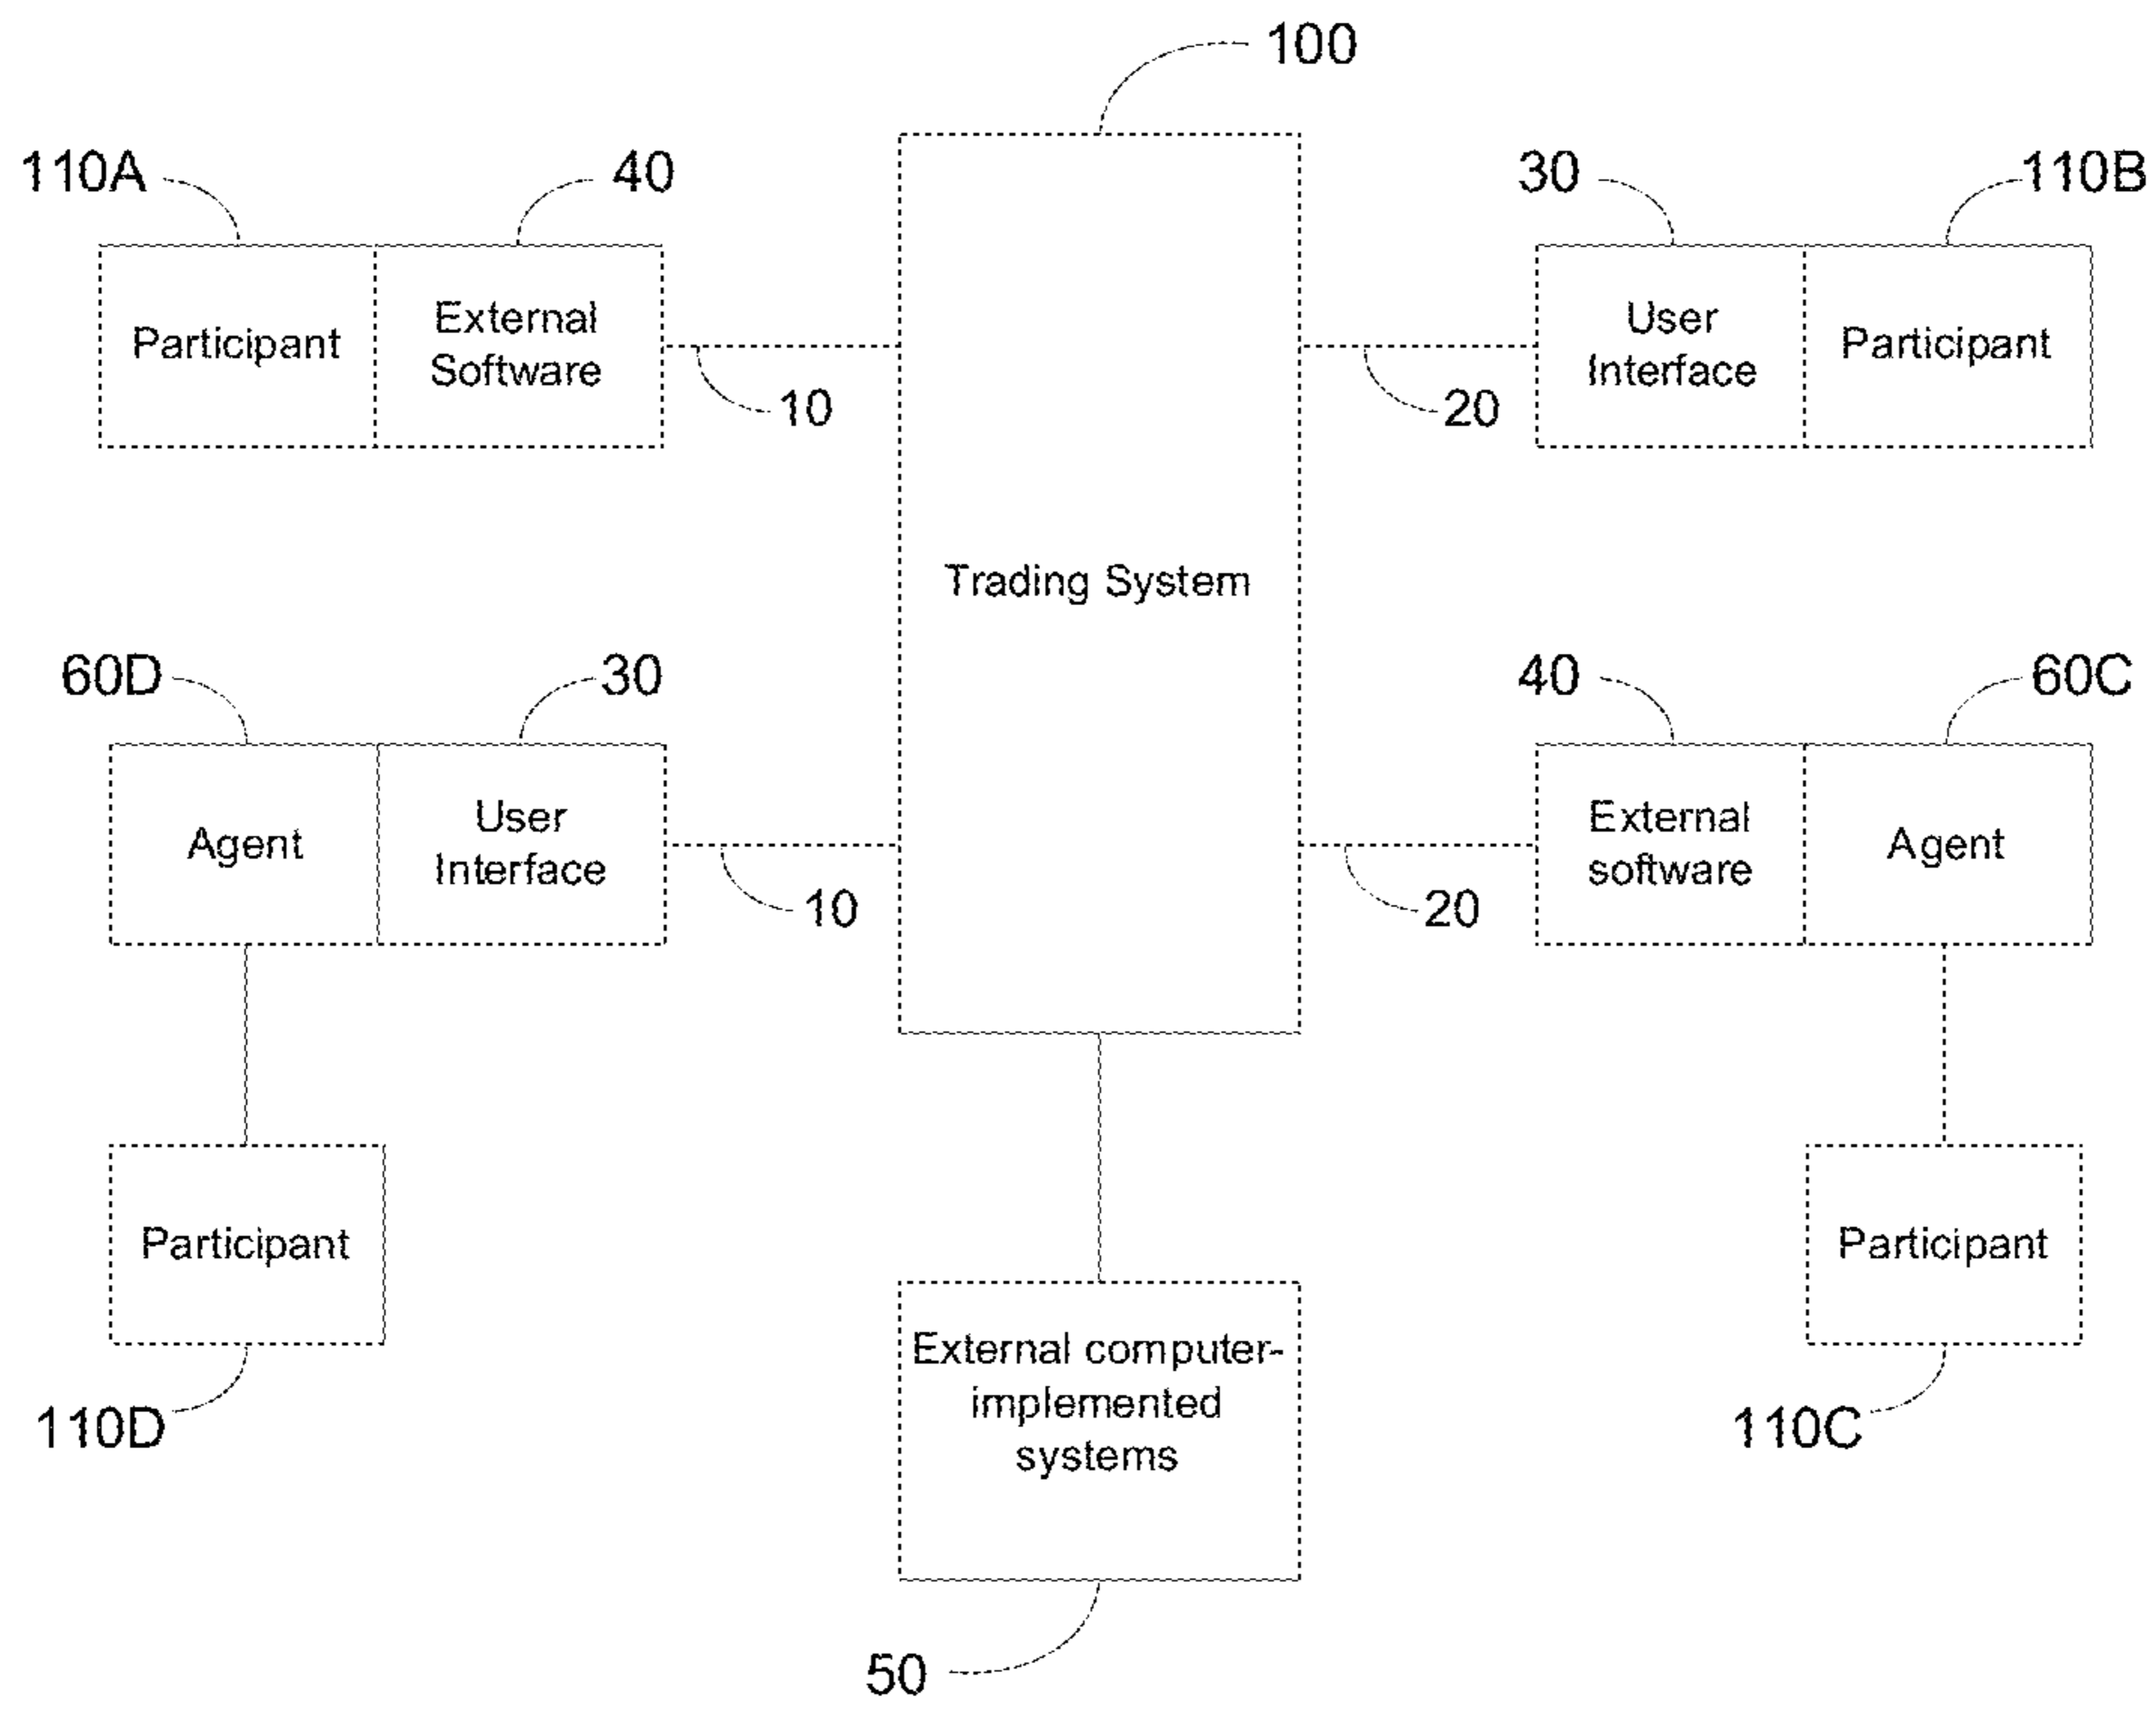 100
110A
40
30
110B
Participant
External
Software
User
Interface
Participant
10
20
Trading System
60D
30
40
60C
Agent
User
Interface
External
software
Agent
10
20
Participant
Participant
External computer-
implemented
systems
110D
110C
50